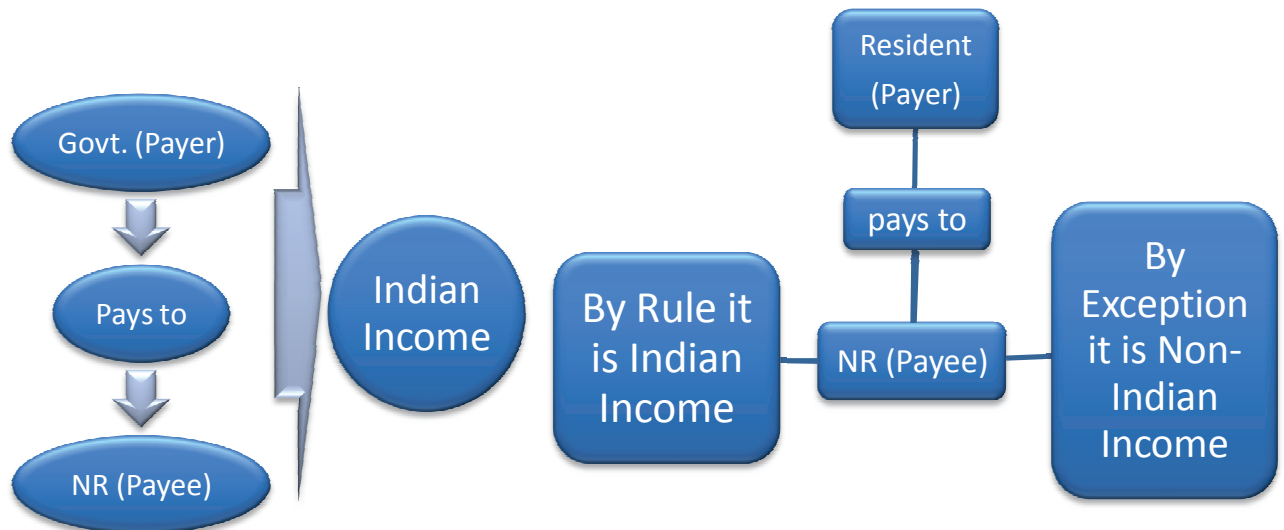 Govt. (Payer)
Pays to
NR (Payee)
Indian
Income
Resident
(Payer)
pays to
NR (Payee)
By Rule it
is Indian
Income
By
Exception
it is Non-
Indian
Income